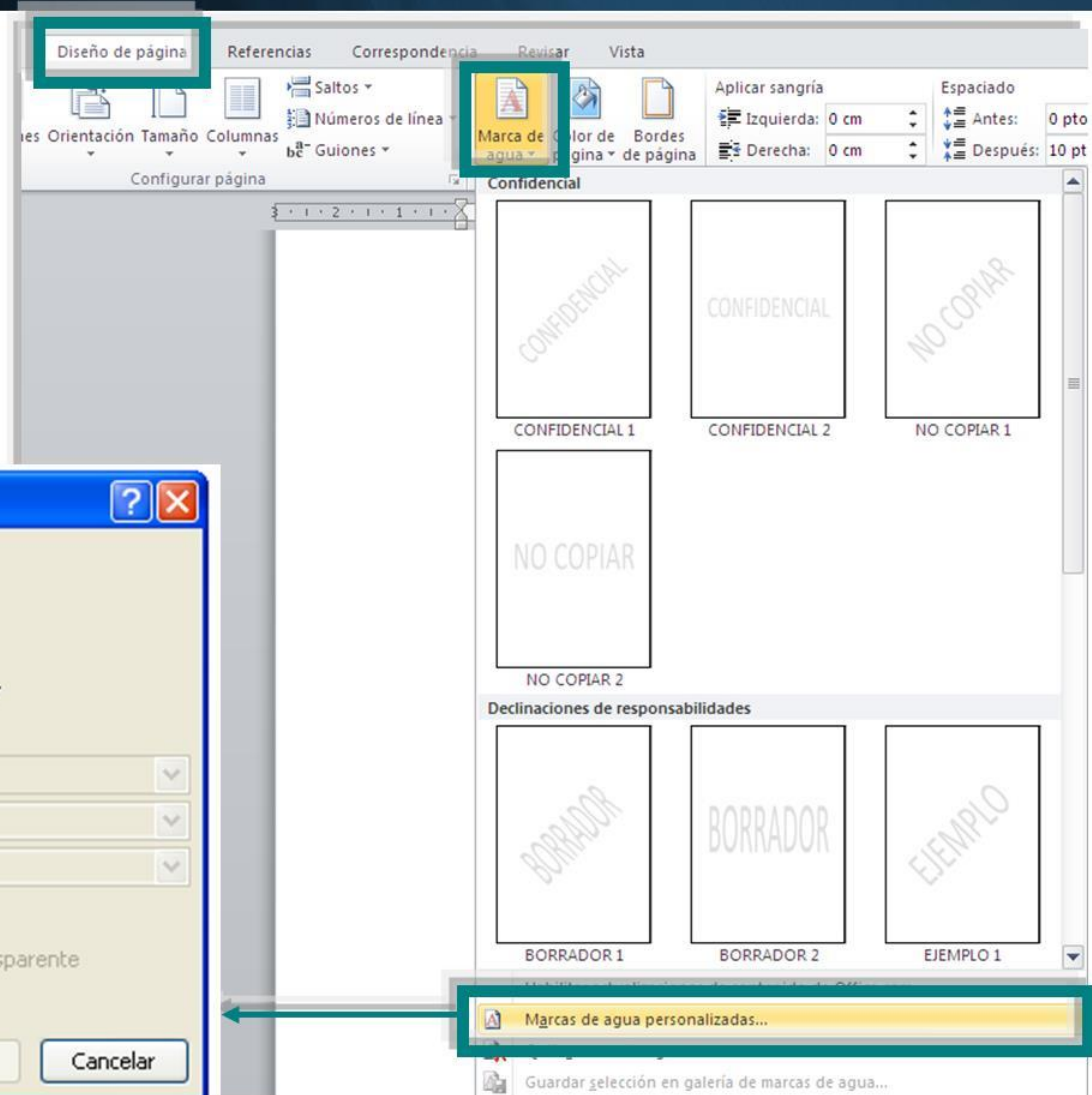 Diseño de página Referencias Correspondencia Revisar Vista
Orientación Tamaño Columnas
Saltos
Números de línea
Guiones
Configurar página
Marca de agua
Color de página
Bordes de página
Aplicar sangría
Izquierda: 0 cm
Derecha: 0 cm
Espaciado
Antes: 0 pto
Después: 10 pt
3 2 1
Confidencial
CONFIDENCIAL
CONFIDENCIAL
NO COPIAR
CONFIDENCIAL 1 CONFIDENCIAL 2 NO COPIAR 1
NO COPIAR
NO COPIAR 2
Declinaciones de responsabilidades
BORRADOR
BORRADOR
EJEMPLO
BORRADOR 1 BORRADOR 2 EJEMPLO 1
Marcas de agua personalizadas...
Guardar selección en galería de marcas de agua...
Cancelar